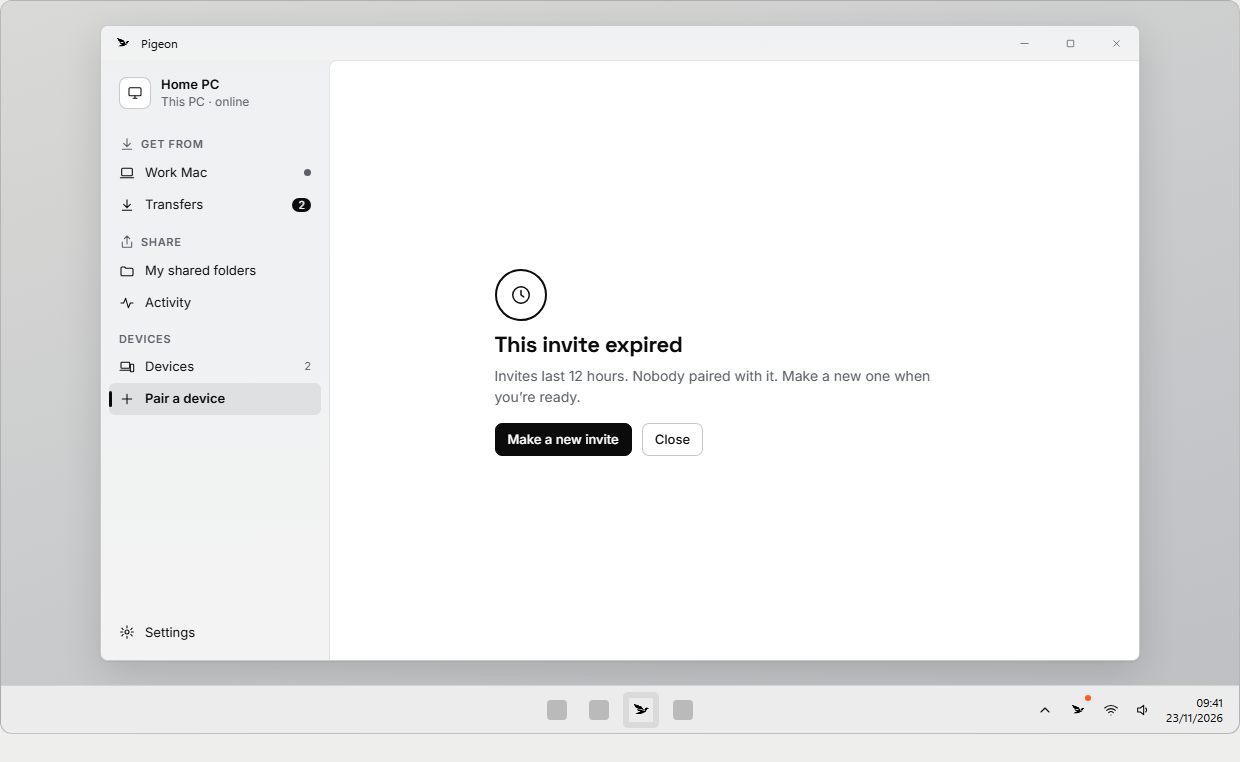 Pigeon
Home PC
This PC · online
GET FROM
Work Mac
Transfers 2
SHARE
My shared folders
Activity
DEVICES
Devices 2
Pair a device
Settings
This invite expired
Invites last 12 hours. Nobody paired with it. Make a new one when
you’re ready.
Make a new invite Close
09:41
23/11/2026